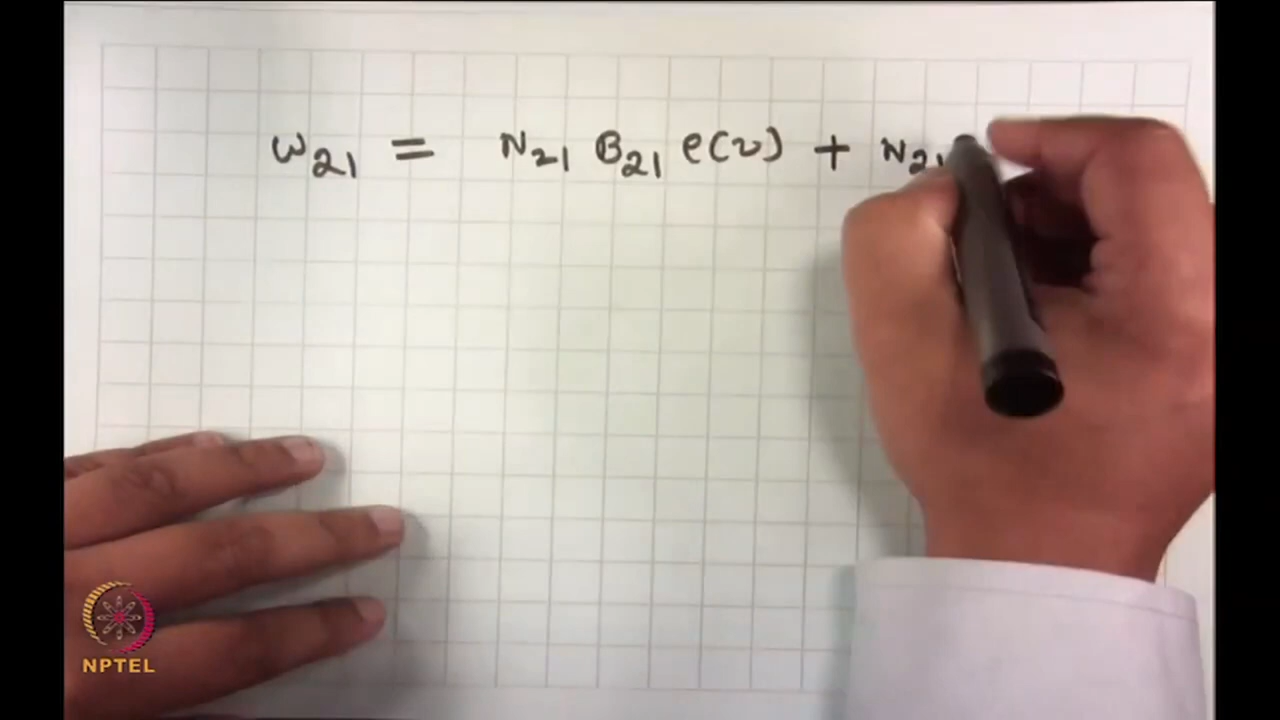 ω₂₁ = N₂₁ B₂₁ ρ(ν) + N₂₁
NPTEL